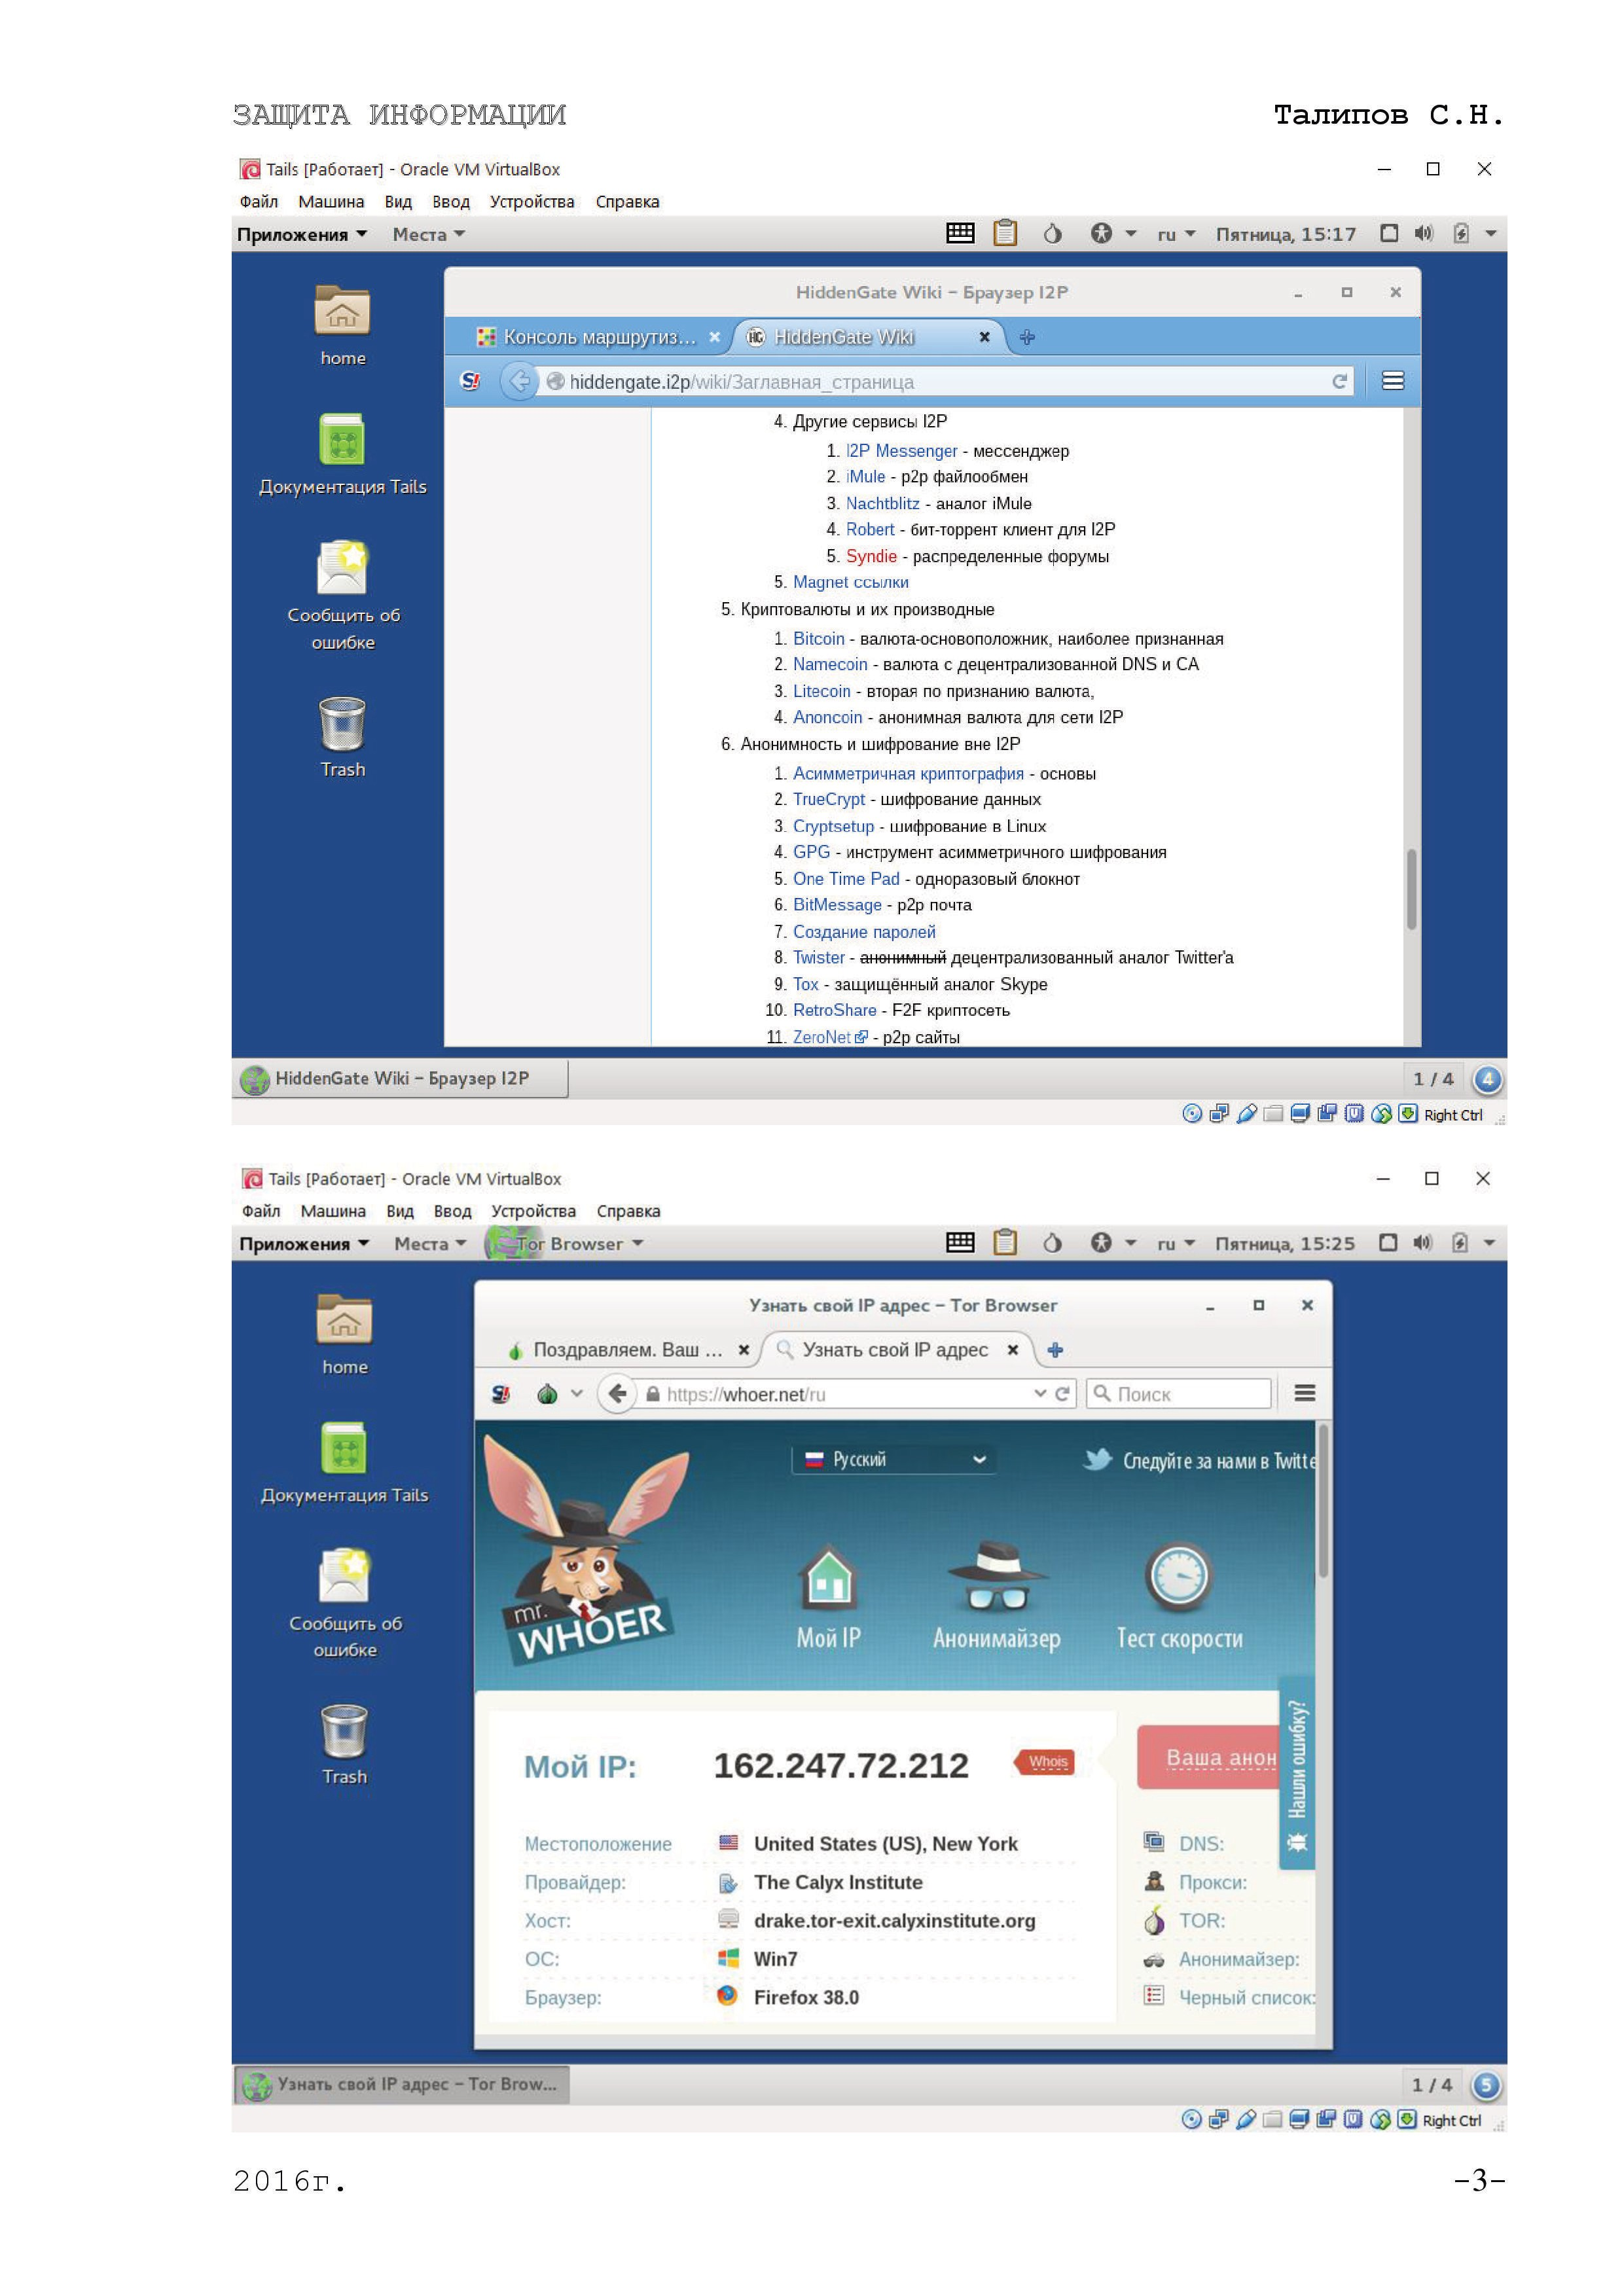 ЗАЩИТА ИНФОРМАЦИИ Талипов С.Н.
Tails [Работает] - Oracle VM VirtualBox
Файл Машина Вид Ввод Устройства Справка
Приложения Места ru Пятница, 15:17
HiddenGate Wiki – Браузер I2P
Консоль маршрутиз... HiddenGate Wiki
hiddengate.i2p/wiki/Заглавная_страница
home
Документация Tails
Сообщить об
ошибке
Trash
4. Другие сервисы I2P
1. I2P Messenger - мессенджер
2. iMule - p2p файлообмен
3. Nachtblitz - аналог iMule
4. Robert - бит-торрент клиент для I2P
5. Syndie - распределенные форумы
5. Magnet ссылки
5. Криптовалюты и их производные
1. Bitcoin - валюта-основоположник, наиболее признанная
2. Namecoin - валюта с децентрализованной DNS и CA
3. Litecoin - вторая по признанию валюта,
4. Anoncoin - анонимная валюта для сети I2P
6. Анонимность и шифрование вне I2P
1. Асимметричная криптография - основы
2. TrueCrypt - шифрование данных
3. Cryptsetup - шифрование в Linux
4. GPG - инструмент асимметричного шифрования
5. One Time Pad - одноразовый блокнот
6. BitMessage - p2p почта
7. Создание паролей
8. Twister - анонимный децентрализованный аналог Twitter'а
9. Tox - защищённый аналог Skype
10. RetroShare - F2F криптосеть
11. ZeroNet - p2p сайты
HiddenGate Wiki – Браузер I2P 1 / 4 4
Right Ctrl
Tails [Работает] - Oracle VM VirtualBox
Файл Машина Вид Ввод Устройства Справка
Приложения Места Tor Browser ru Пятница, 15:25
Узнать свой IP адрес – Tor Browser
Поздравляем. Ваш ... Узнать свой IP адрес
https://whoer.net/ru Поиск
home
Документация Tails
Сообщить об
ошибке
Trash
Русский Следуйте за нами в Twitte
mr.
WHOER
Мой IP Анонимайзер Тест скорости
Мой IP: 162.247.72.212 Whois Ваша анон
Нашли ошибку?
Местоположение United States (US), New York DNS:
Провайдер: The Calyx Institute Прокси:
Хост: drake.tor-exit.calyxinstitute.org TOR:
ОС: Win7 Анонимайзер:
Браузер: Firefox 38.0 Черный список:
Узнать свой IP адрес – Tor Brow... 1 / 4 5
Right Ctrl
2016г. -3-